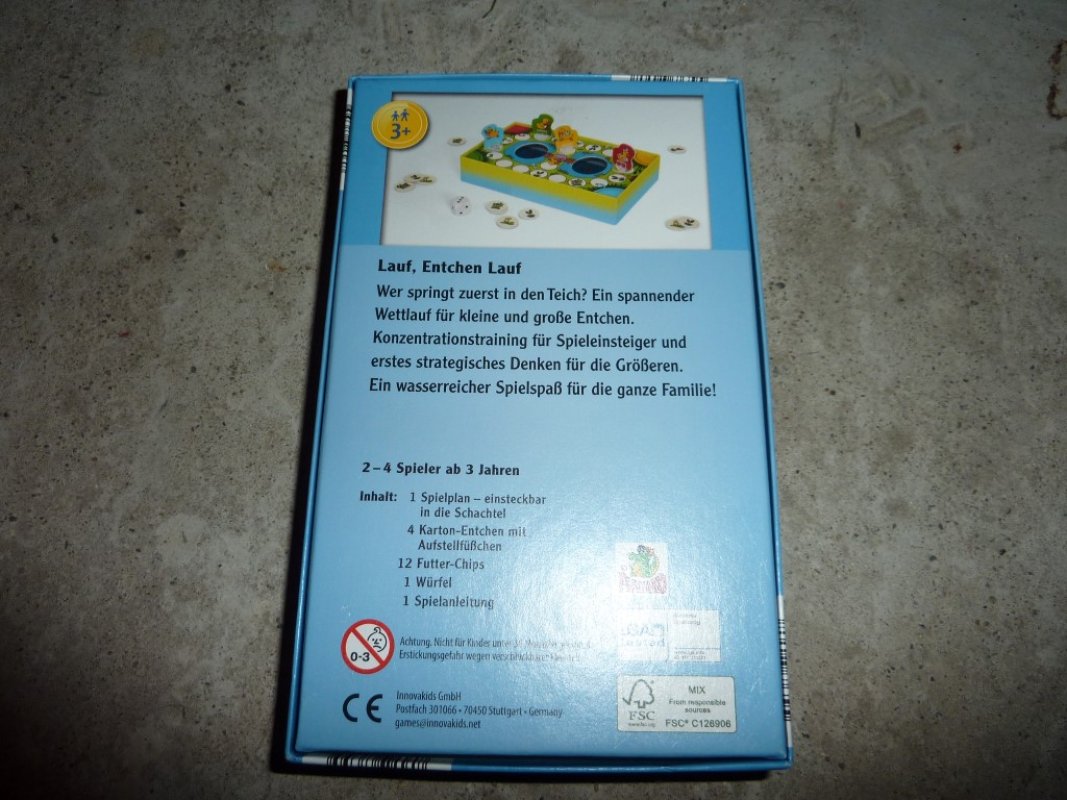 3+
Lauf, Entchen Lauf
Wer springt zuerst in den Teich? Ein spannender
Wettlauf für kleine und große Entchen.
Konzentrationstraining für Spieleinsteiger und
erstes strategisches Denken für die Größeren.
Ein wasserreicher Spielspaß für die ganze Familie!
2 – 4 Spieler ab 3 Jahren
Inhalt: 1 Spielplan – einsteckbar
in die Schachtel
4 Karton-Entchen mit
Aufstellfüßchen
12 Futter-Chips
1 Würfel
1 Spielanleitung
0-3
Achtung. Nicht für Kinder unter
Erstickungsgefahr wegen verschluckbarer
CE
Innovakids GmbH
Postfach 301066 • 70450 Stuttgart • Germany
games@innovakids.net
FSC
www.fsc.org
MIX
From responsible
sources
FSC® C126906